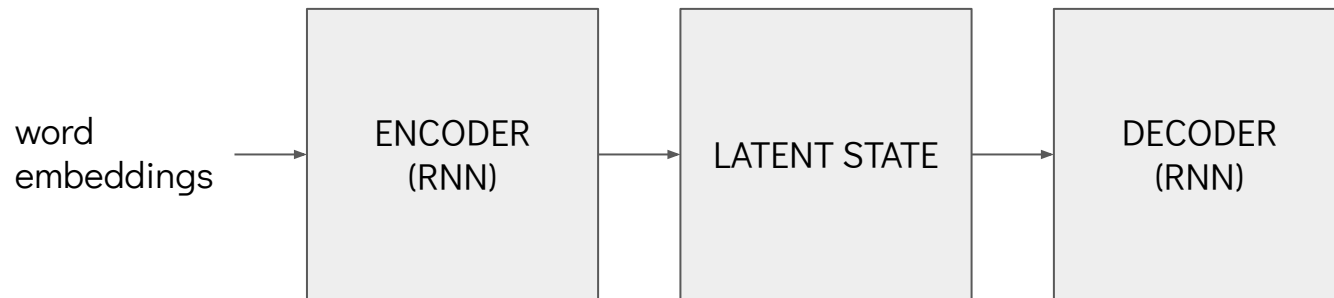 word
embeddings
ENCODER
(RNN)
LATENT STATE
DECODER
(RNN)